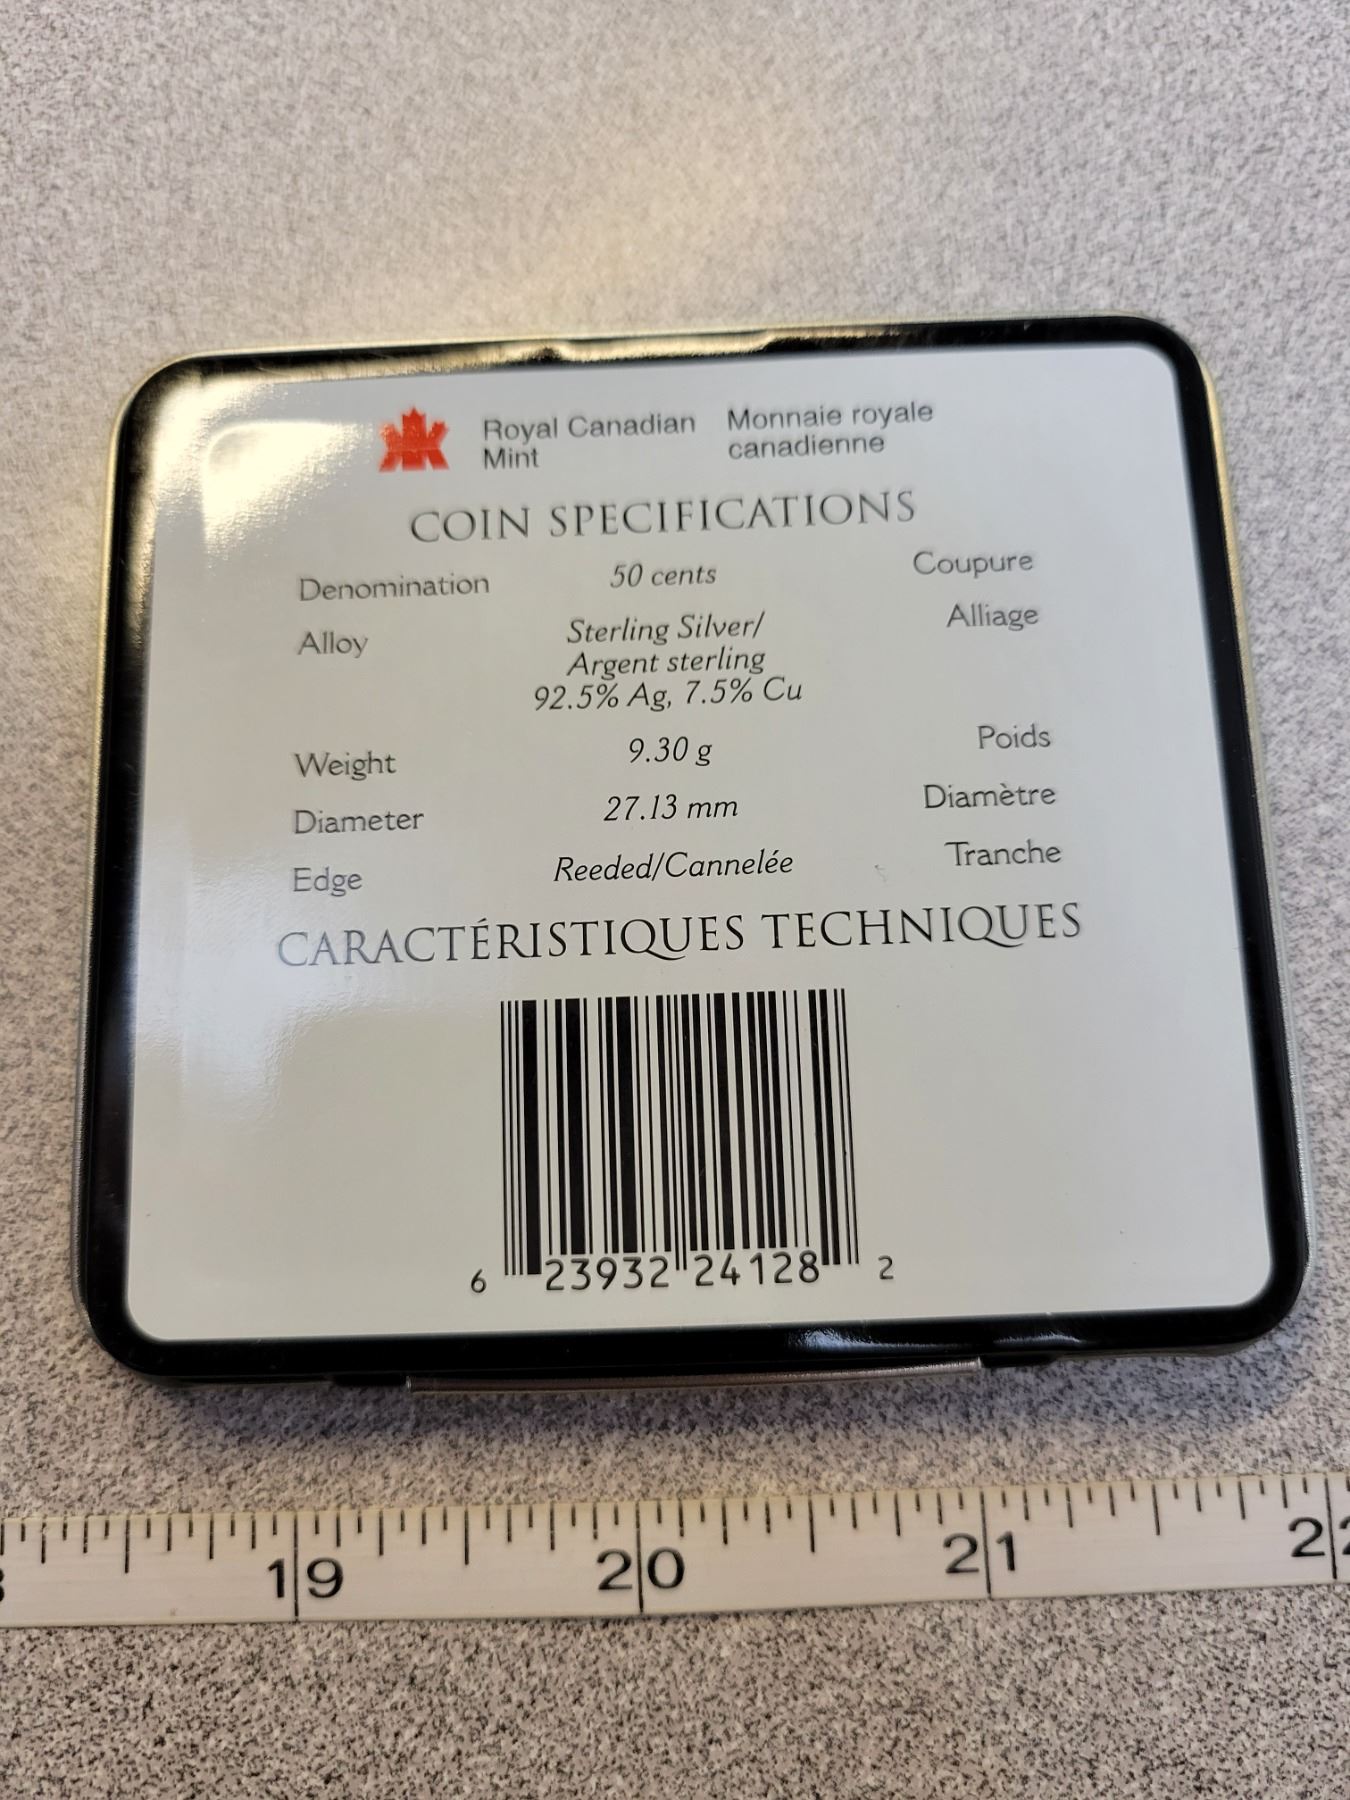 Royal Canadian Mint
Monnaie royale canadienne
COIN SPECIFICATIONS
Denomination 50 cents Coupure
Alloy Sterling Silver/ Alliage
Argent sterling
92.5% Ag, 7.5% Cu
Weight 9.30 g Poids
Diameter 27.13 mm Diamètre
Edge Reeded/Cannelée Tranche
CARACTÉRISTIQUES TECHNIQUES
6 23932 24128 2
19 20 21